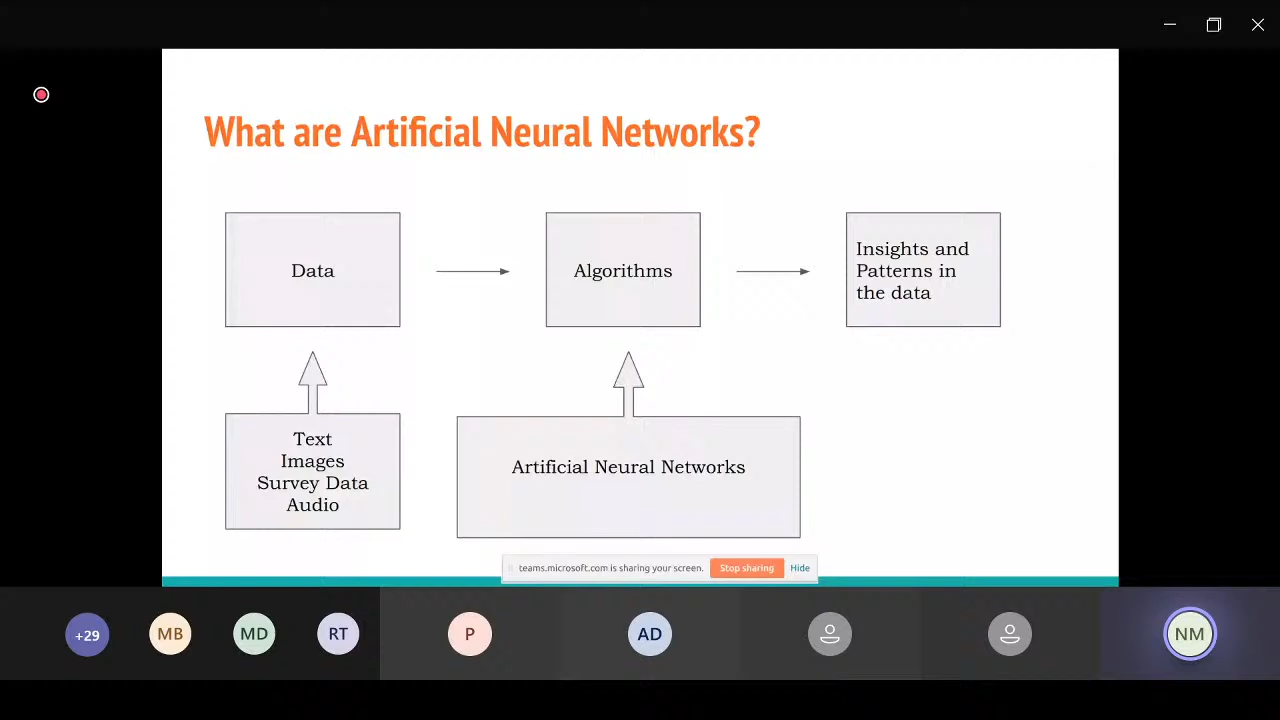 What are Artificial Neural Networks?
Data
Algorithms
Insights and
Patterns in
the data
Text
Images
Survey Data
Audio
Artificial Neural Networks
teams.microsoft.com is sharing your screen.
Stop sharing
Hide
+29
MB
MD
RT
P
AD
NM